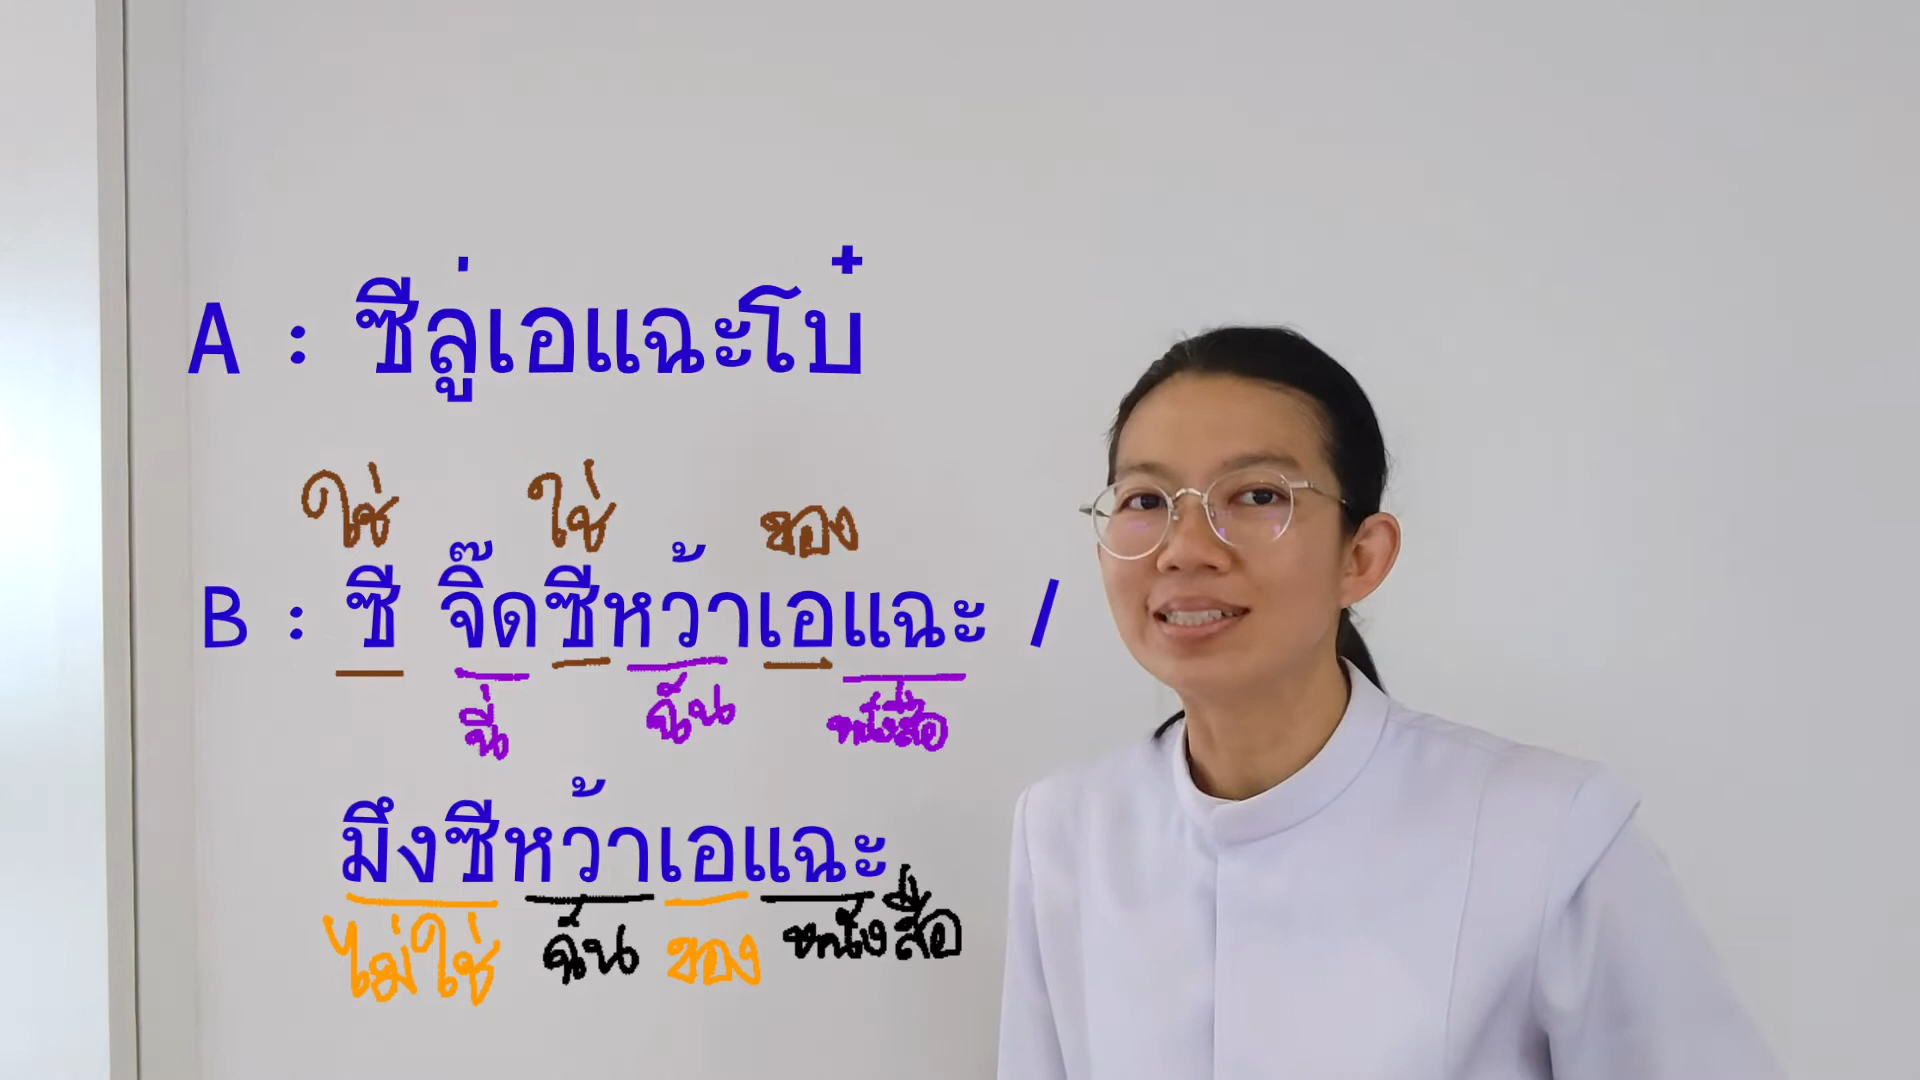 A : ซีลู่เอแฉะโบ๋
ใช่ ใช่ ของ
B : ซี จิ๊ดซีหว้าเอแฉะ /
นี่ ฉัน หนังสือ
มึงซีหว้าเอแฉะ
ไม่ใช่ ฉัน ของ หนังสือ